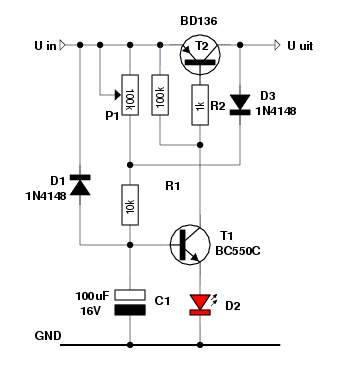 BD136
U in
T2
U uit
100k
100k
1k
R2
D3
1N4148
P1
D1
1N4148
10k
R1
T1
BC550C
100uF
16V
C1
D2
GND